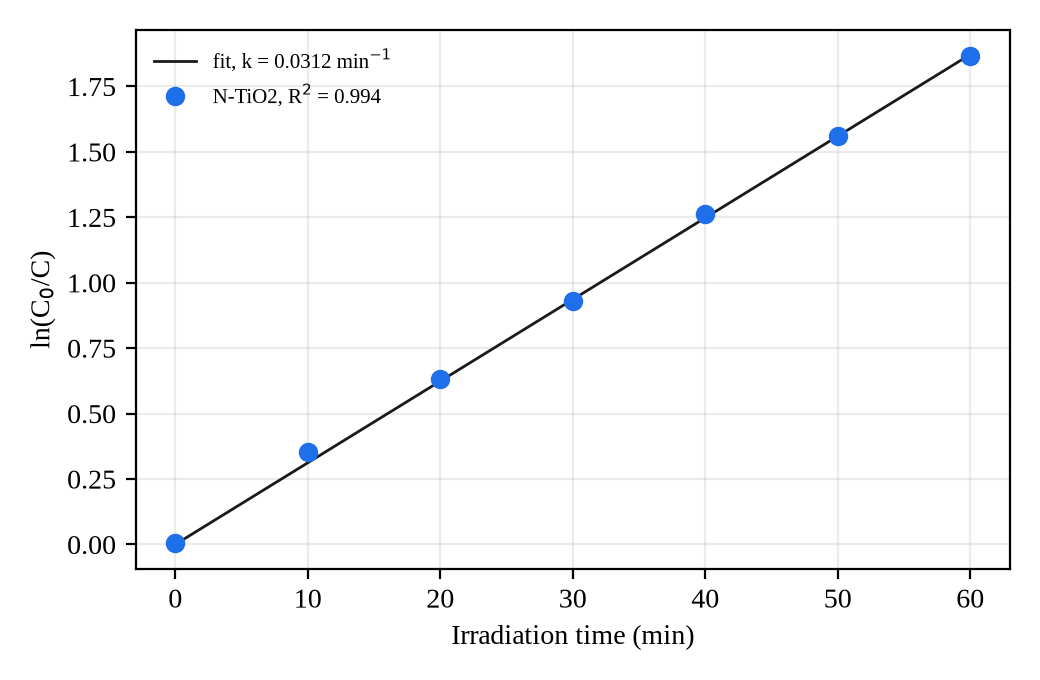 fit, k = 0.0312 min⁻¹
N-TiO2, R² = 0.994
1.75
1.50
1.25
1.00
0.75
0.50
0.25
0.00
ln(C₀/C)
0 10 20 30 40 50 60
Irradiation time (min)